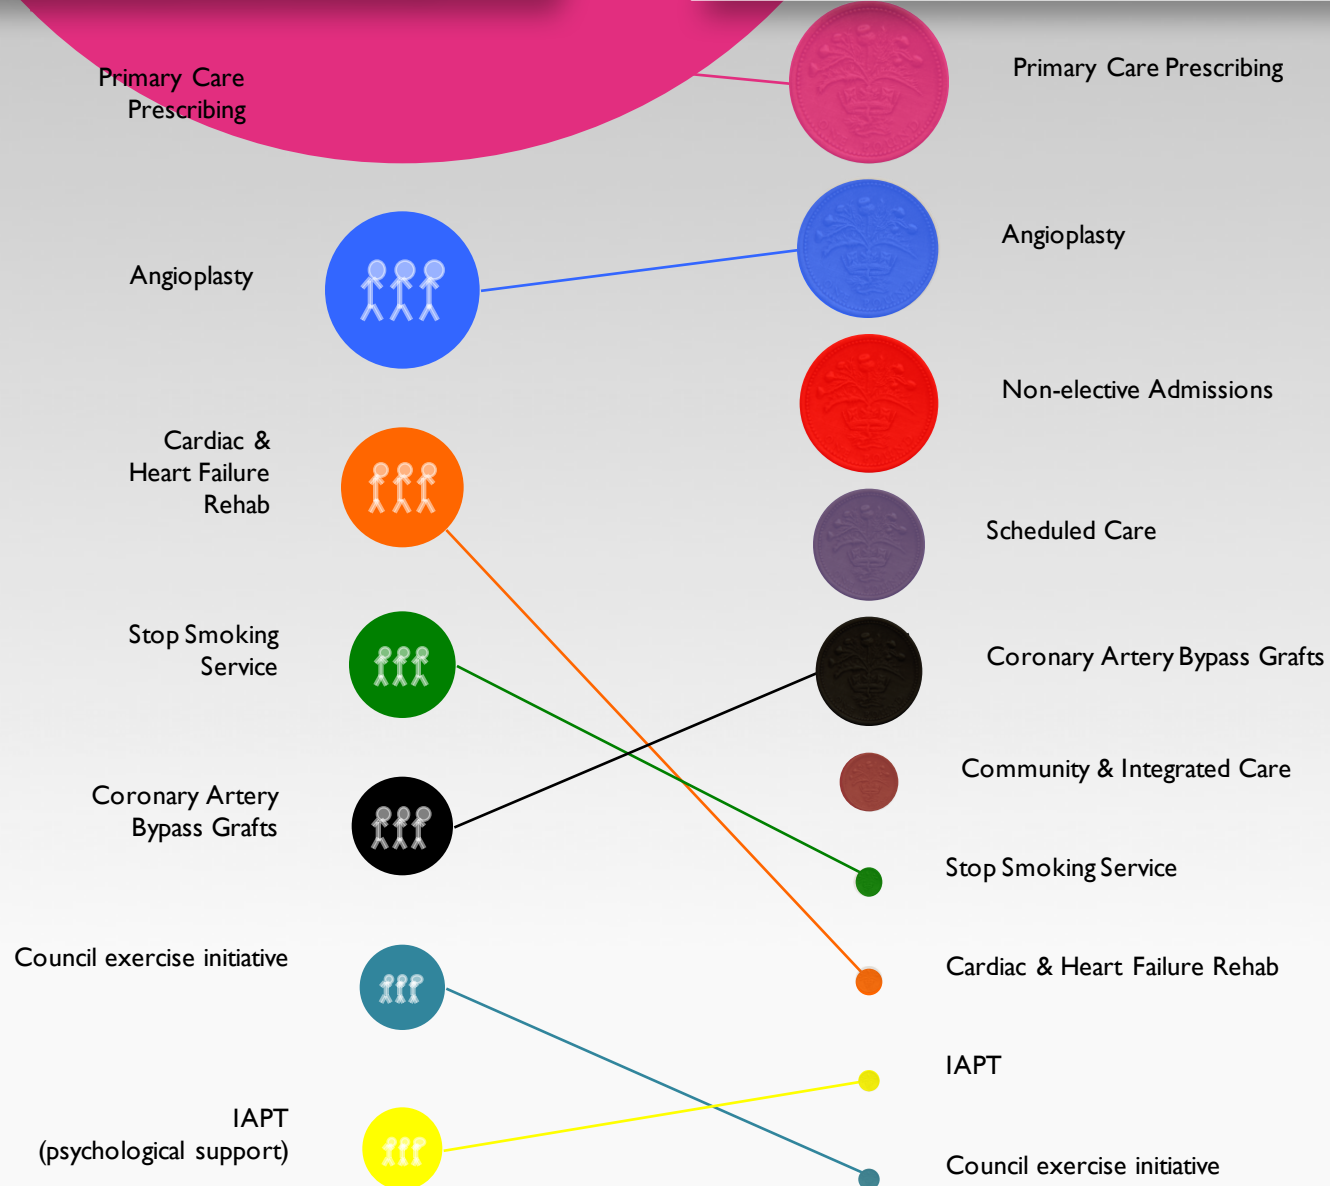 Primary Care
Prescribing
Angioplasty
Cardiac &
Heart Failure
Rehab
Stop Smoking
Service
Coronary Artery
Bypass Grafts
Council exercise initiative
IAPT
(psychological support)
Primary Care Prescribing
Angioplasty
Non-elective Admissions
Scheduled Care
Coronary Artery Bypass Grafts
Community & Integrated Care
Stop Smoking Service
Cardiac & Heart Failure Rehab
IAPT
Council exercise initiative